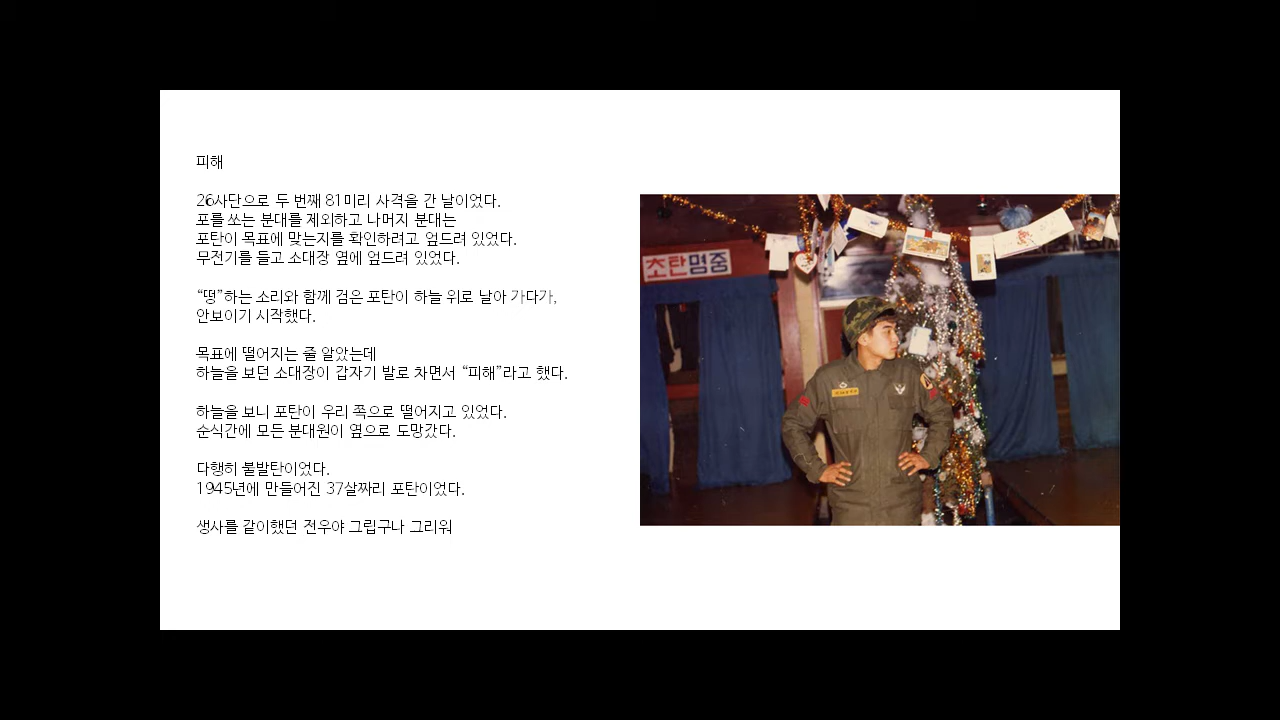 피해
26사단으로 두 번째 81미리 사격을 간 날이었다.
포를 쏘는 분대를 제외하고 나머지 분대는
포탄이 목표에 맞는지를 확인하려고 엎드려 있었다.
무전기를 들고 소대장 옆에 엎드려 있었다.
“떵”하는 소리와 함께 검은 포탄이 하늘 위로 날아 가다가,
안보이기 시작했다.
목표에 떨어지는 줄 알았는데
하늘을 보던 소대장이 갑자기 발로 차면서 “피해”라고 했다.
하늘을 보니 포탄이 우리 쪽으로 떨어지고 있었다.
순식간에 모든 분대원이 옆으로 도망갔다.
다행히 불발탄이었다.
1945년에 만들어진 37살짜리 포탄이었다.
생사를 같이했던 전우야 그립구나 그리워
초탄명중